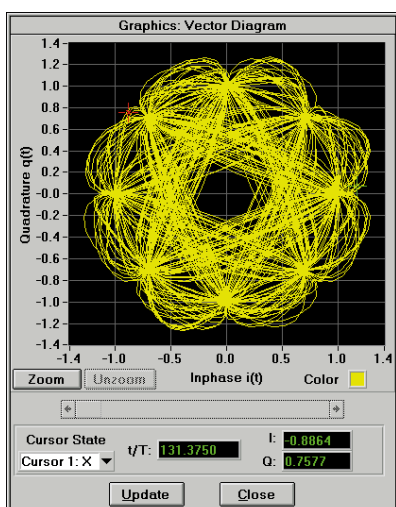 Graphics: Vector Diagram
1.4
1.2
1.0
0.8
0.6
0.4
0.2
-0.0
-0.2
-0.4
-0.6
-0.8
-1.0
-1.2
-1.4
Quadrature q(t)
-1.4 -1.0 -0.5 0.0 0.5 1.0 1.4
Zoom Unzoom Inphase i(t) Color
Cursor State
Cursor 1: X
t/T: 131.3750
I: -0.8864
Q: 0.7577
Update Close